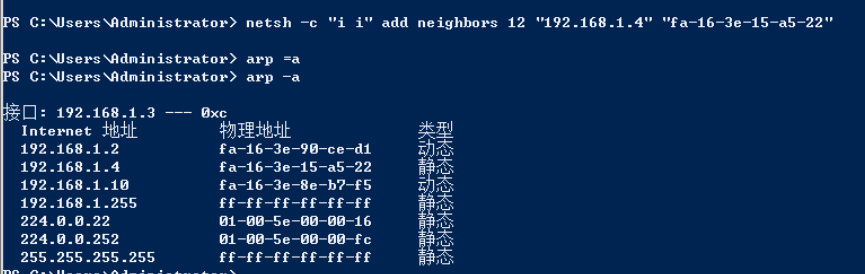 PS C:\Users\Administrator> netsh -c "i i" add neighbors 12 "192.168.1.4" "fa-16-3e-15-a5-22"
PS C:\Users\Administrator> arp =a
PS C:\Users\Administrator> arp -a
接口: 192.168.1.3 --- 0xc
Internet 地址 物理地址 类型
192.168.1.2 fa-16-3e-90-ce-d1 动态
192.168.1.4 fa-16-3e-15-a5-22 静态
192.168.1.10 fa-16-3e-8e-b7-f5 动态
192.168.1.255 ff-ff-ff-ff-ff-ff 静态
224.0.0.22 01-00-5e-00-00-16 静态
224.0.0.252 01-00-5e-00-00-fc 静态
255.255.255.255 ff-ff-ff-ff-ff-ff 静态
PS C:\Users\Administrator>